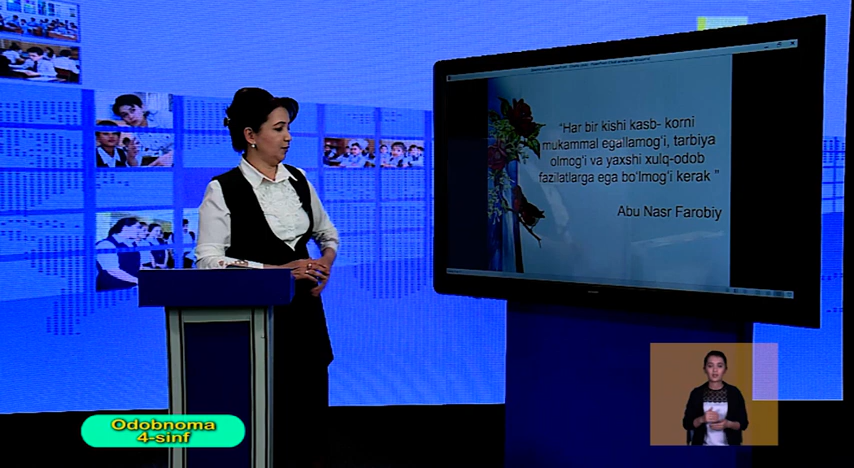 "Har bir kishi kasb- korni
mukammal egallamog'i, tarbiya
olmog'i va yaxshi xulq-odob
fazilatlarga ega bo'lmog'i kerak "
Abu Nasr Farobiy
Odobnoma
4-sinf